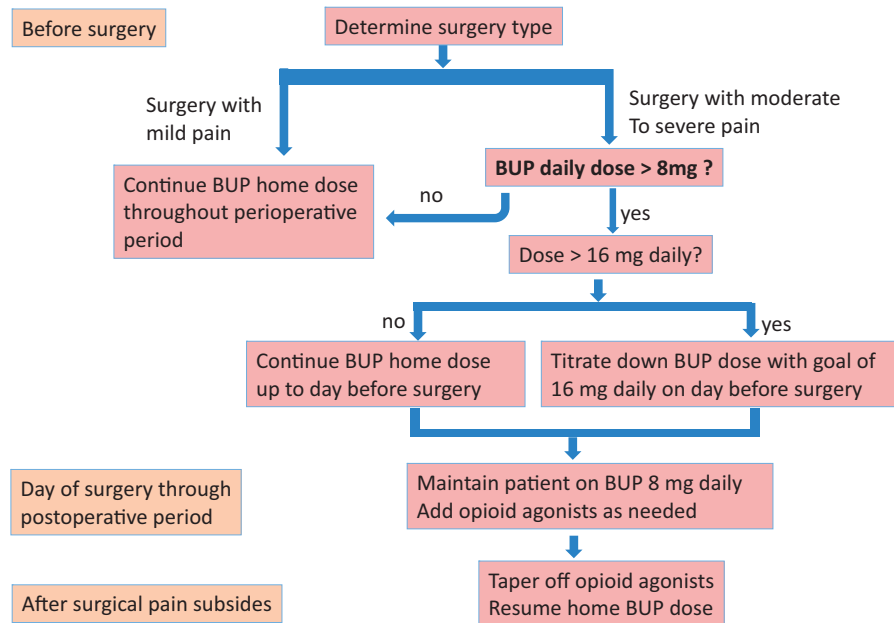 Before surgery
Determine surgery type
Surgery with
mild pain
Surgery with moderate
To severe pain
BUP daily dose > 8mg ?
Continue BUP home dose
throughout perioperative
period
no
yes
Dose > 16 mg daily?
no
yes
Continue BUP home dose
up to day before surgery
Titrate down BUP dose with goal of
16 mg daily on day before surgery
Day of surgery through
postoperative period
Maintain patient on BUP 8 mg daily
Add opioid agonists as needed
After surgical pain subsides
Taper off opioid agonists
Resume home BUP dose